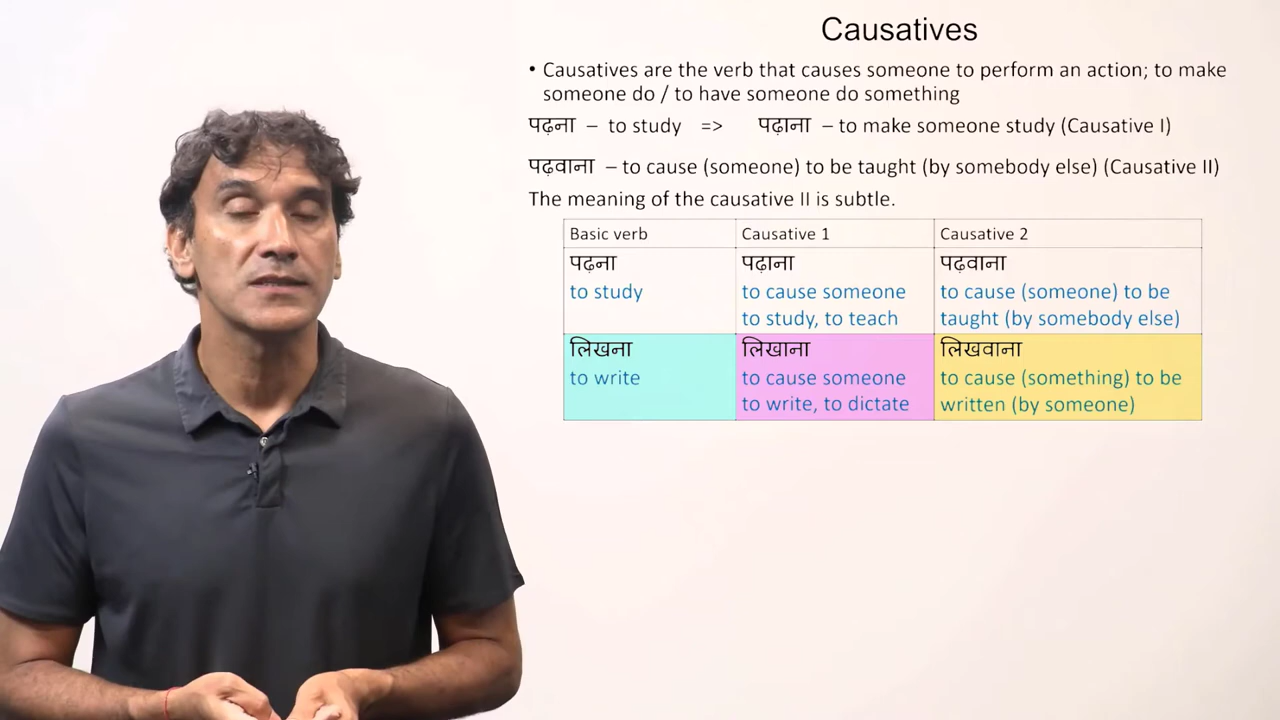 Causatives
• Causatives are the verb that causes someone to perform an action; to make
someone do / to have someone do something
पढ़ना – to study => पढ़ाना – to make someone study (Causative I)
पढ़वाना – to cause (someone) to be taught (by somebody else) (Causative II)
The meaning of the causative II is subtle.
Basic verb Causative 1 Causative 2
पढ़ना पढ़ाना पढ़वाना
to study to cause someone to cause (someone) to be
to study, to teach taught (by somebody else)
लिखना लिखाना लिखवाना
to write to cause someone to cause (something) to be
to write, to dictate written (by someone)